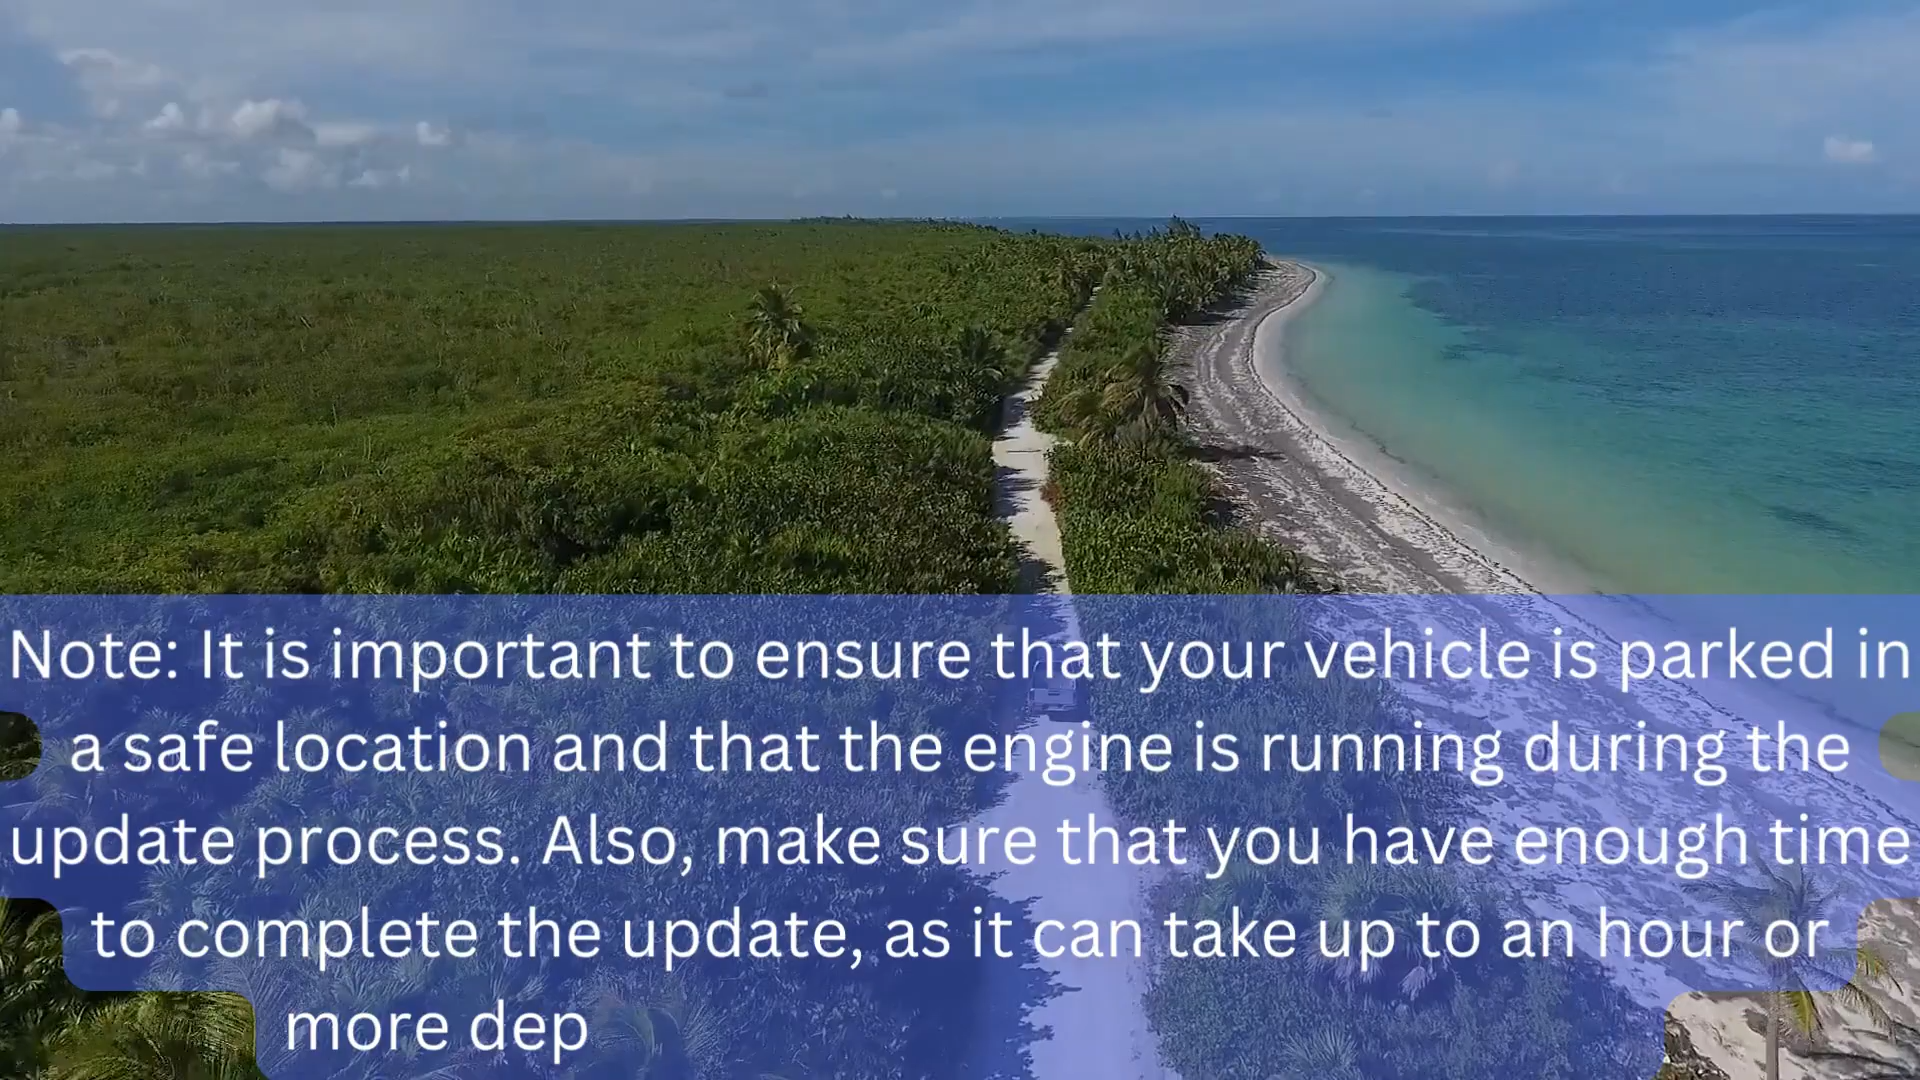 Note: It is important to ensure that your vehicle is parked in
a safe location and that the engine is running during the
update process. Also, make sure that you have enough time
to complete the update, as it can take up to an hour or
more dep